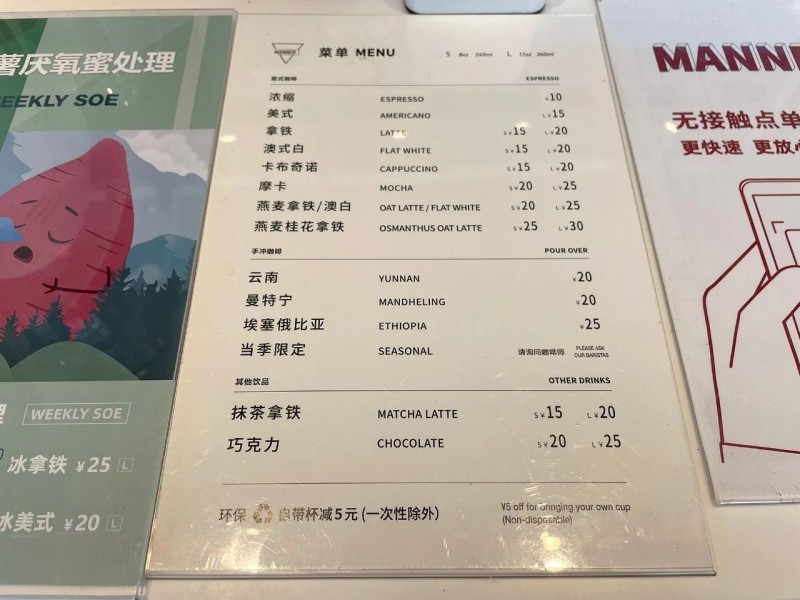 薯厌氧蜜处理
WEEKLY SOE
理 WEEKLY SOE
冰拿铁 ¥25 L
冰美式 ¥20 L
MANNER
菜单 MENU S 8oz 240ml L 12oz 360ml
意式咖啡 ESPRESSO
浓缩 ESPRESSO ¥10
美式 AMERICANO L ¥15
拿铁 LATTE S ¥15 L ¥20
澳式白 FLAT WHITE S ¥15 L ¥20
卡布奇诺 CAPPUCCINO S ¥15 L ¥20
摩卡 MOCHA S ¥20 L ¥25
燕麦拿铁/澳白 OAT LATTE / FLAT WHITE S ¥20 L ¥25
燕麦桂花拿铁 OSMANTHUS OAT LATTE S ¥25 L ¥30
手冲咖啡 POUR OVER
云南 YUNNAN ¥20
曼特宁 MANDHELING ¥20
埃塞俄比亚 ETHIOPIA ¥25
当季限定 SEASONAL 请询问咖啡师 PLEASE ASK
OUR BARISTAS
其他饮品 OTHER DRINKS
抹茶拿铁 MATCHA LATTE S ¥15 L ¥20
巧克力 CHOCOLATE S ¥20 L ¥25
环保 自带杯减5元 (一次性除外) ¥5 off for bringing your own cup
(Non-disposable)
MANNE
无接触点单
更快速 更放心